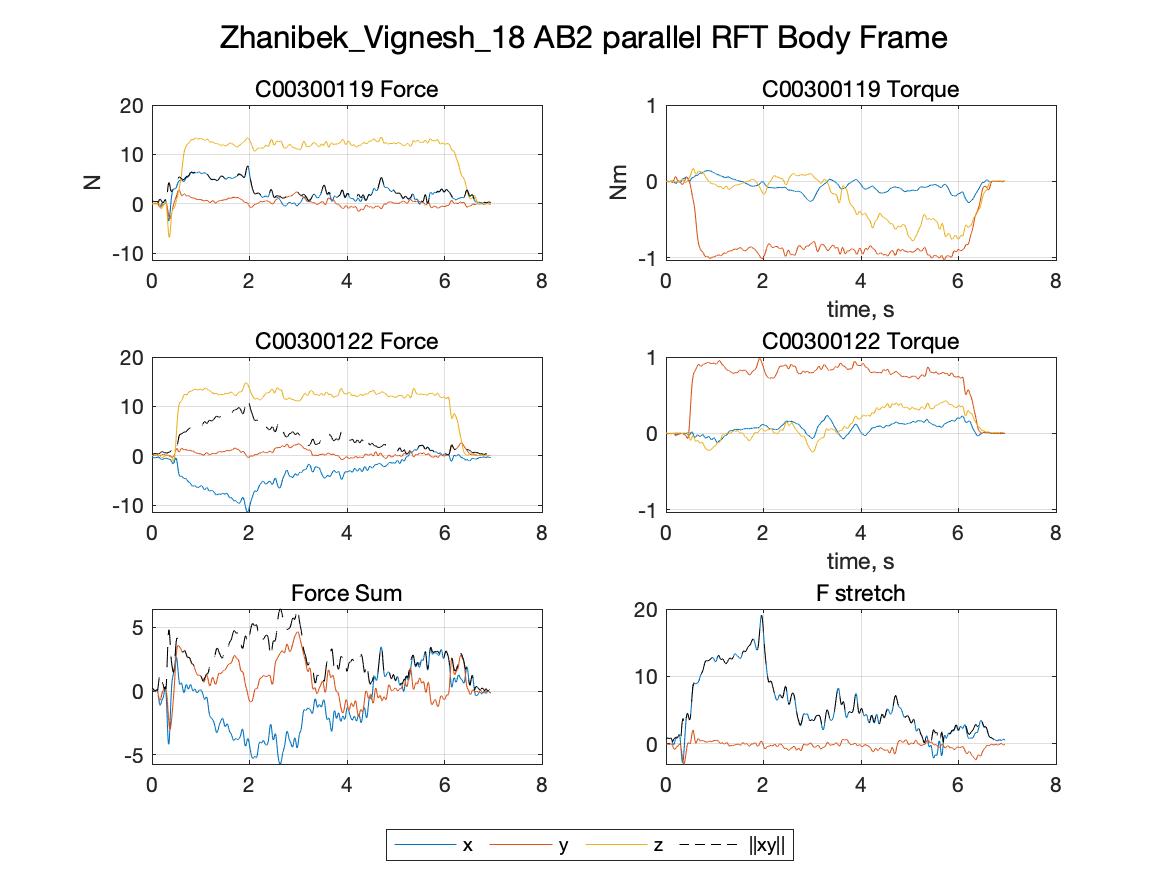 Zhanibek_Vignesh_18 AB2 parallel RFT Body Frame
C00300119 Force
N
20
10
0
-10
0 2 4 6 8
C00300119 Torque
Nm
1
0
-1
0 2 4 6 8
time, s
C00300122 Force
20
10
0
-10
0 2 4 6 8
C00300122 Torque
1
0
-1
0 2 4 6 8
time, s
Force Sum
5
0
-5
0 2 4 6 8
F stretch
20
10
0
0 2 4 6 8
x y z ||xy||